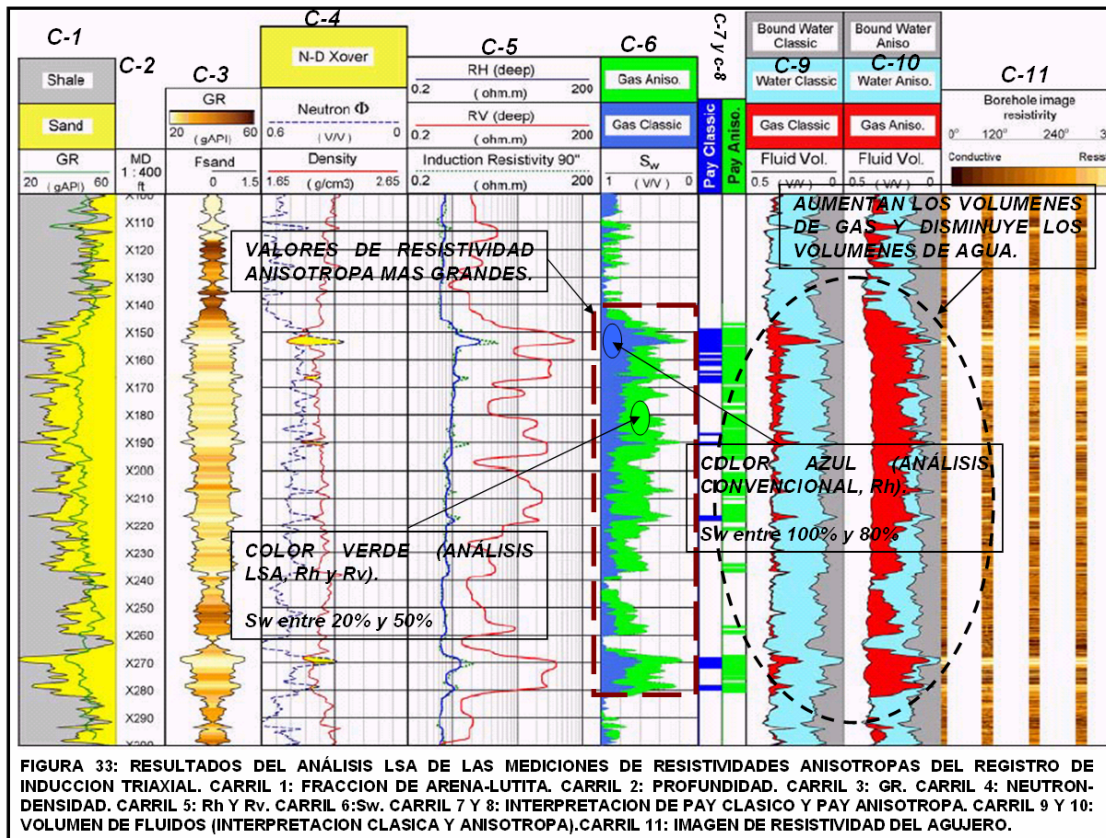 C-1
C-2
C-3
C-4
C-5
C-6
C-7 y c-8
C-9
C-10
C-11
Shale
Sand
GR
20 (gAPI) 60
MD
1 : 400
ft
GR
20 60
(gAPI)
Fsand
0 1.5
N-D Xover
Neutron Φ
0.6 (V/V) 0
Density
1.65 (g/cm3) 2.65
RH (deep)
0.2 200
(ohm.m)
RV (deep)
0.2 200
(ohm.m)
Induction Resistivity 90"
0.2 200
(ohm.m)
Gas Aniso.
Gas Classic
Sw
1 (V/V) 0
Pay Classic
Pay Aniso.
Bound Water
Classic
Water Classic
Gas Classic
Fluid Vol.
0.5 (V/V) 0
Bound Water
Aniso
Water Aniso.
Gas Aniso.
Fluid Vol.
0.5 (V/V) 0
Borehole image
resistivity
0° 120° 240°
Conductive
X100
X110
X120
X130
X140
X150
X160
X170
X180
X190
X200
X210
X220
X230
X240
X250
X260
X270
X280
X290
VALORES DE RESISTIVIDAD
ANISOTROPA MAS GRANDES.
AUMENTAN LOS VOLUMENES
DE GAS Y DISMINUYE LOS
VOLUMENES DE AGUA.
COLOR AZUL (ANÁLISIS
CONVENCIONAL, Rh).
Sw entre 100% y 80%
COLOR VERDE (ANÁLISIS
LSA, Rh y Rv).
Sw entre 20% y 50%
FIGURA 33: RESULTADOS DEL ANÁLISIS LSA DE LAS MEDICIONES DE RESISTIVIDADES ANISOTROPAS DEL REGISTRO DE
INDUCCION TRIAXIAL. CARRIL 1: FRACCION DE ARENA-LUTITA. CARRIL 2: PROFUNDIDAD. CARRIL 3: GR. CARRIL 4: NEUTRON-
DENSIDAD. CARRIL 5: Rh Y Rv. CARRIL 6:Sw. CARRIL 7 Y 8: INTERPRETACION DE PAY CLASICO Y PAY ANISOTROPA. CARRIL 9 Y 10:
VOLUMEN DE FLUIDOS (INTERPRETACION CLASICA Y ANISOTROPA).CARRIL 11: IMAGEN DE RESISTIVIDAD DEL AGUJERO.